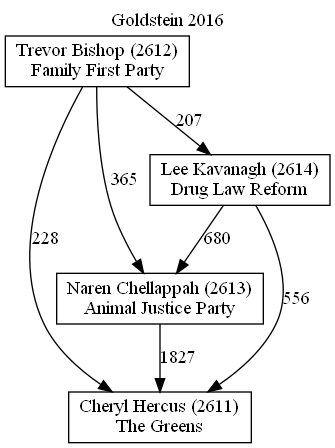 Goldstein 2016
Trevor Bishop (2612)
Family First Party
207
Lee Kavanagh (2614)
Drug Law Reform
365
228
680
556
Naren Chellappah (2613)
Animal Justice Party
1827
Cheryl Hercus (2611)
The Greens